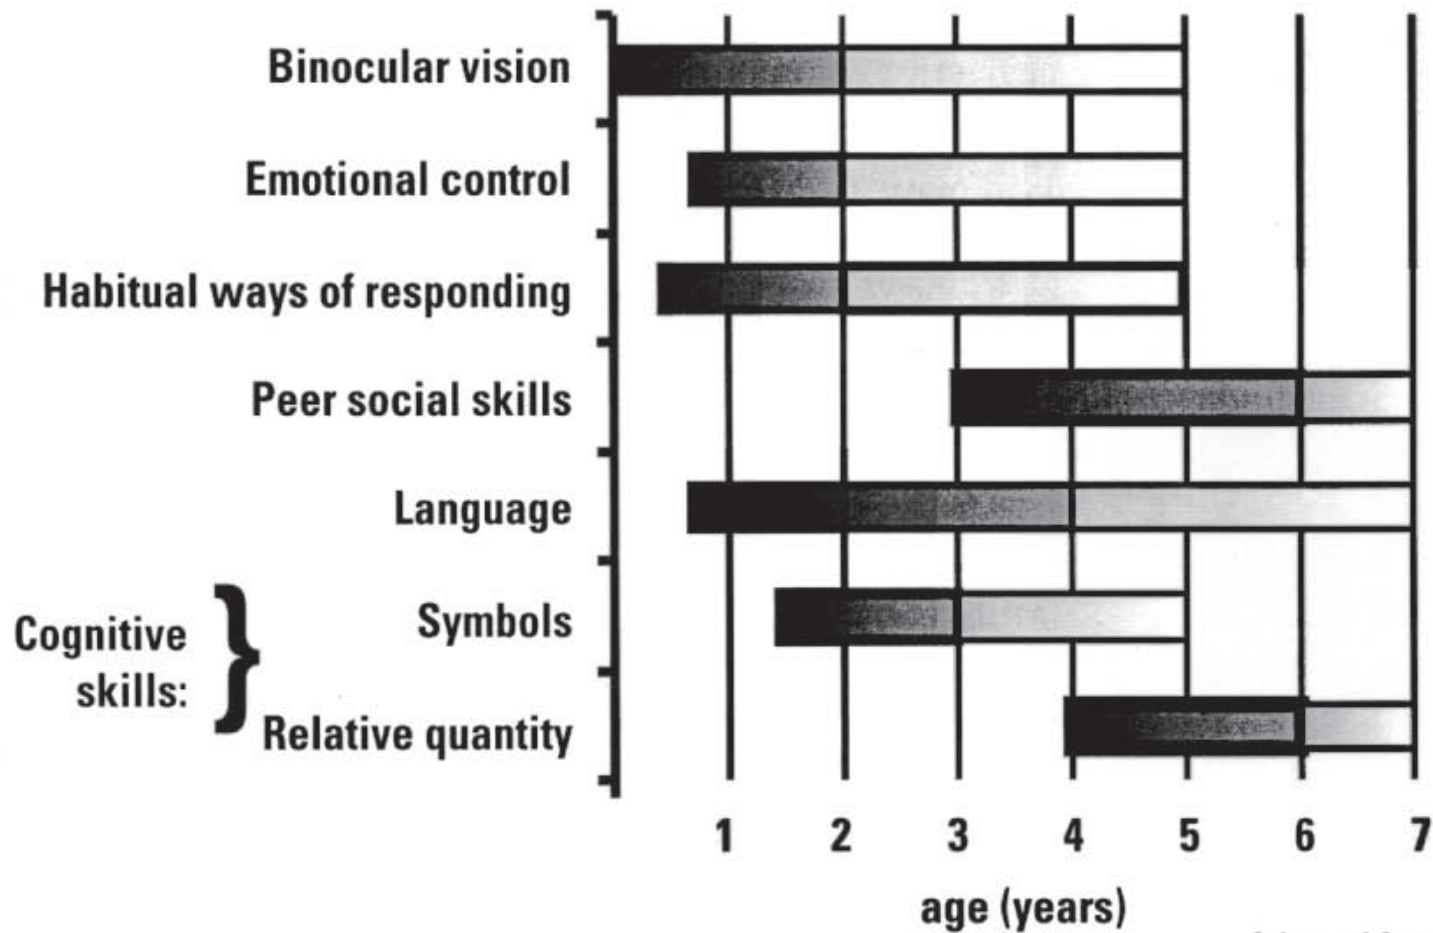 Binocular vision
Emotional control
Habitual ways of responding
Peer social skills
Language
Cognitive
skills:
}
Symbols
Relative quantity
1 2 3 4 5 6 7
age (years)